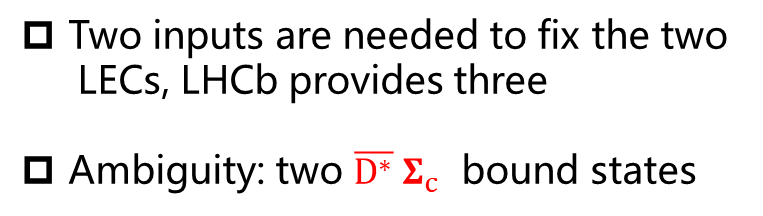 Two inputs are needed to fix the two
LECs, LHCb provides three
Ambiguity: two D̅* Σc bound states